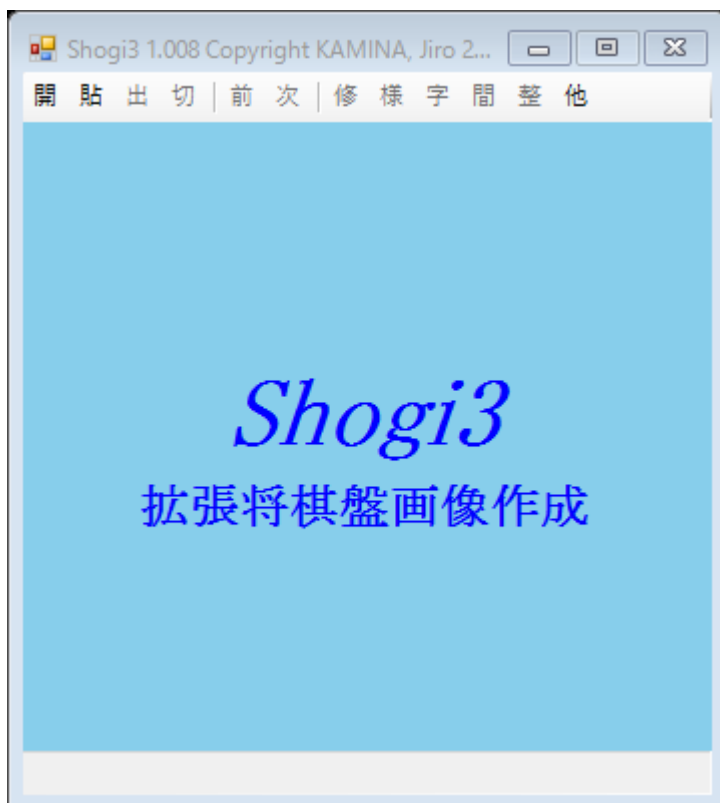 Shogi3 1.008 Copyright KAMINA, Jiro 2...
開 貼 出 切 前 次 修 様 字 間 整 他
Shogi3
拡張将棋盤画像作成